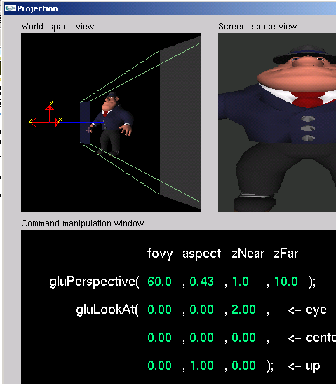 Projection
World-space view
Screen-space view
Command manipulation window
fovy aspect zNear zFar
gluPerspective( 60.0 , 0.43 , 1.0 , 10.0 );
gluLookAt( 0.00 , 0.00 , 2.00 , <- eye
0.00 , 0.00 , 0.00 , <- cente
0.00 , 1.00 , 0.00 ); <- up